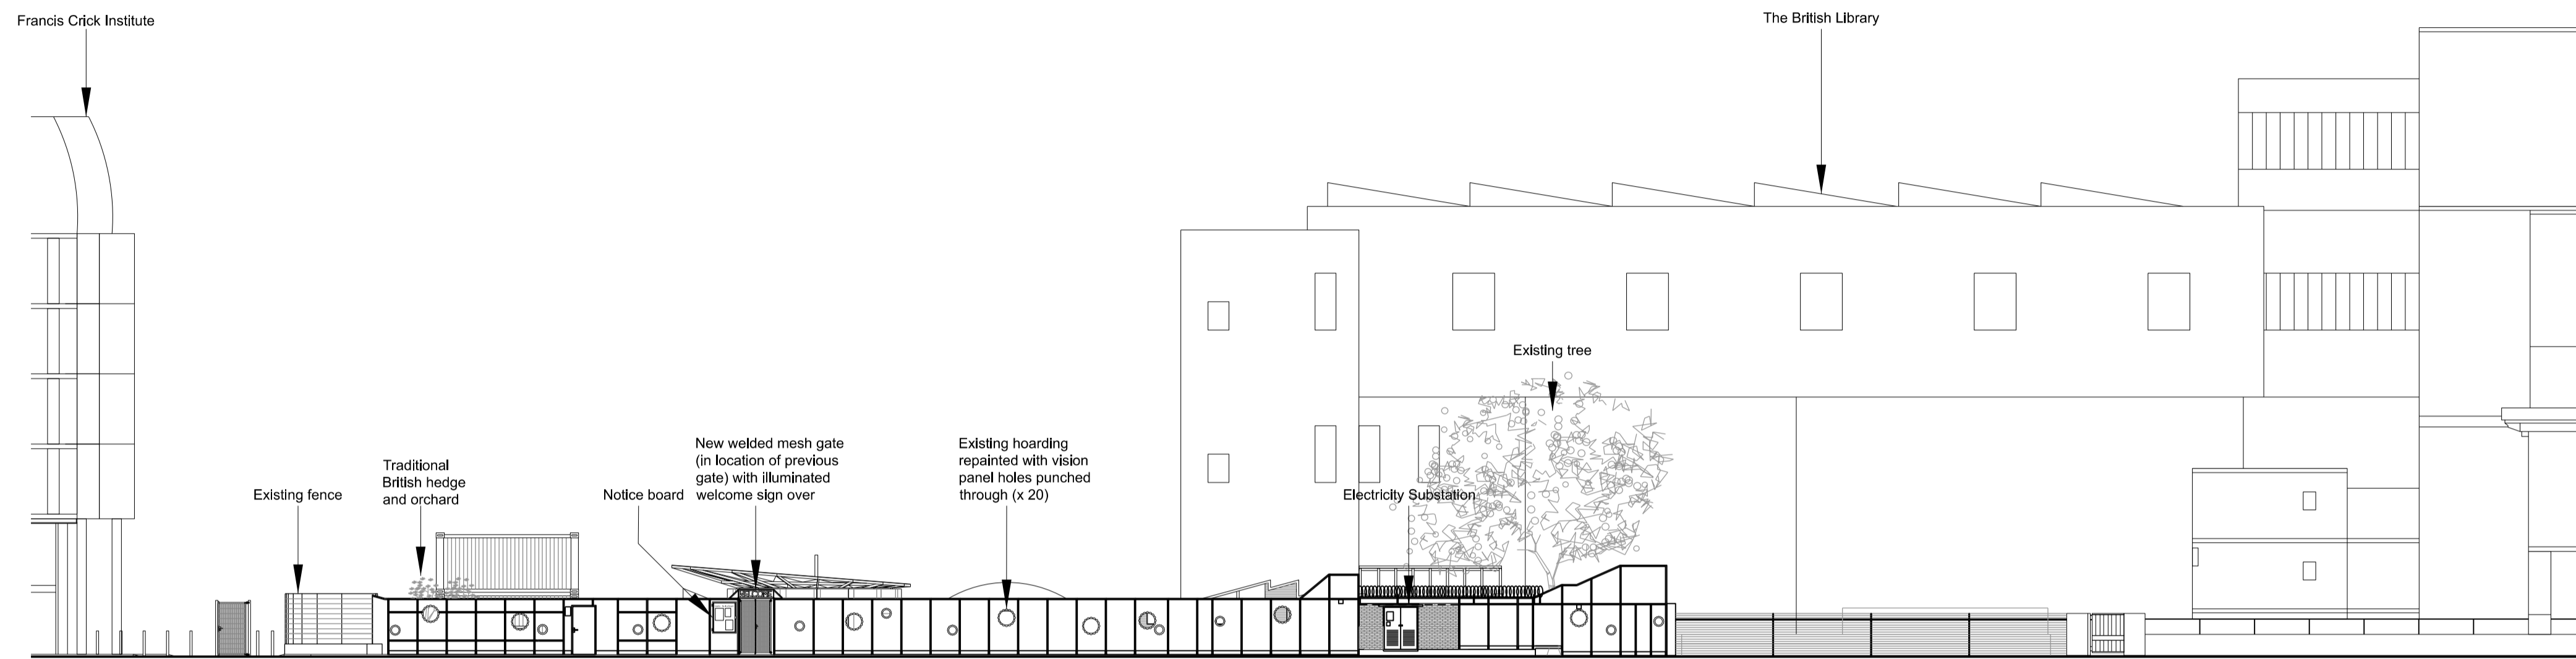 Francis Crick Institute
The British Library
Existing tree
New welded mesh gate
(in location of previous
gate) with illuminated
welcome sign over
Existing hoarding
repainted with vision
panel holes punched
through (x 20)
Traditional
British hedge
and orchard
Existing fence
Notice board
Electricity Substation